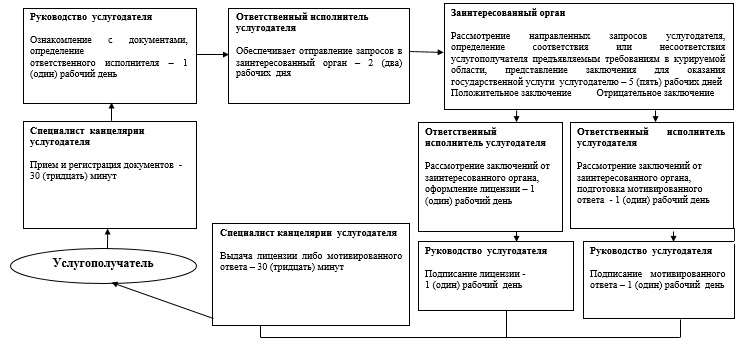 Руководство услугодателя
Ознакомление с документами,
определение
ответственного исполнителя – 1
(один) рабочий день
Ответственный исполнитель
услугодателя
Обеспечивает отправление запросов в
заинтересованный орган – 2 (два)
рабочих дня
Заинтересованный орган
Рассмотрение направленных запросов услугодателя,
определение соответствия или несоответствия
услугополучателя предъявляемым требованиям в курируемой
области, представление заключения для оказания
государственной услуги услугодателю – 5 (пять) рабочих дней
Положительное заключение Отрицательное заключение
Специалист канцелярии
услугодателя
Прием и регистрация документов -
30 (тридцать) минут
Ответственный
исполнитель услугодателя
Рассмотрение заключений от
заинтересованного органа,
оформление лицензии – 1
(один) рабочий день
Ответственный исполнитель
услугодателя
Рассмотрение заключений от
заинтересованного органа,
подготовка мотивированного
ответа - 1 (один) рабочий день
Услугополучатель
Специалист канцелярии услугодателя
Выдача лицензии либо мотивированного
ответа – 30 (тридцать) минут
Руководство услугодателя
Подписание лицензии -
1 (один) рабочий день
Руководство услугодателя
Подписание мотивированного
ответа – 1 (один) рабочий день